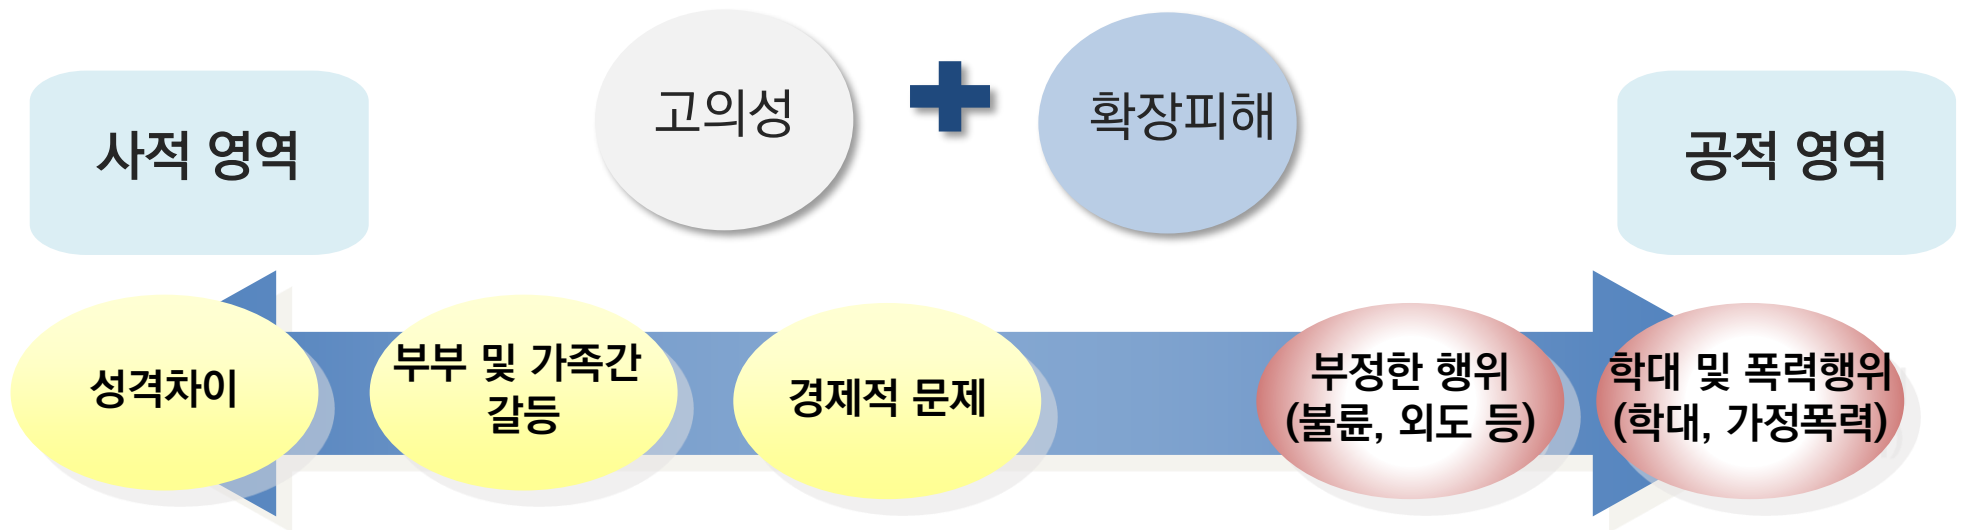 고의성
확장피해
사적 영역
공적 영역
성격차이
부부 및 가족간
갈등
경제적 문제
부정한 행위
(불륜, 외도 등)
학대 및 폭력행위
(학대, 가정폭력)